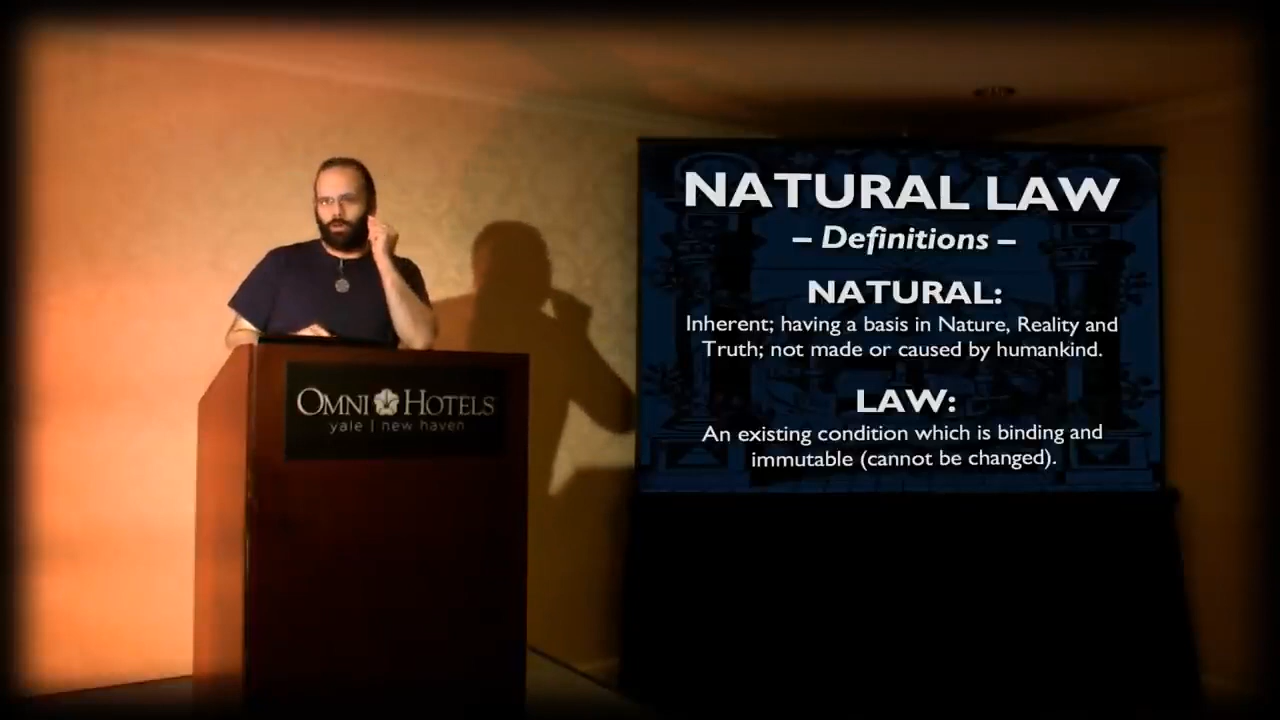 OMNI HOTELS
yale | new haven
NATURAL LAW
– Definitions –
NATURAL:
Inherent; having a basis in Nature, Reality and
Truth; not made or caused by humankind.
LAW:
An existing condition which is binding and
immutable (cannot be changed).